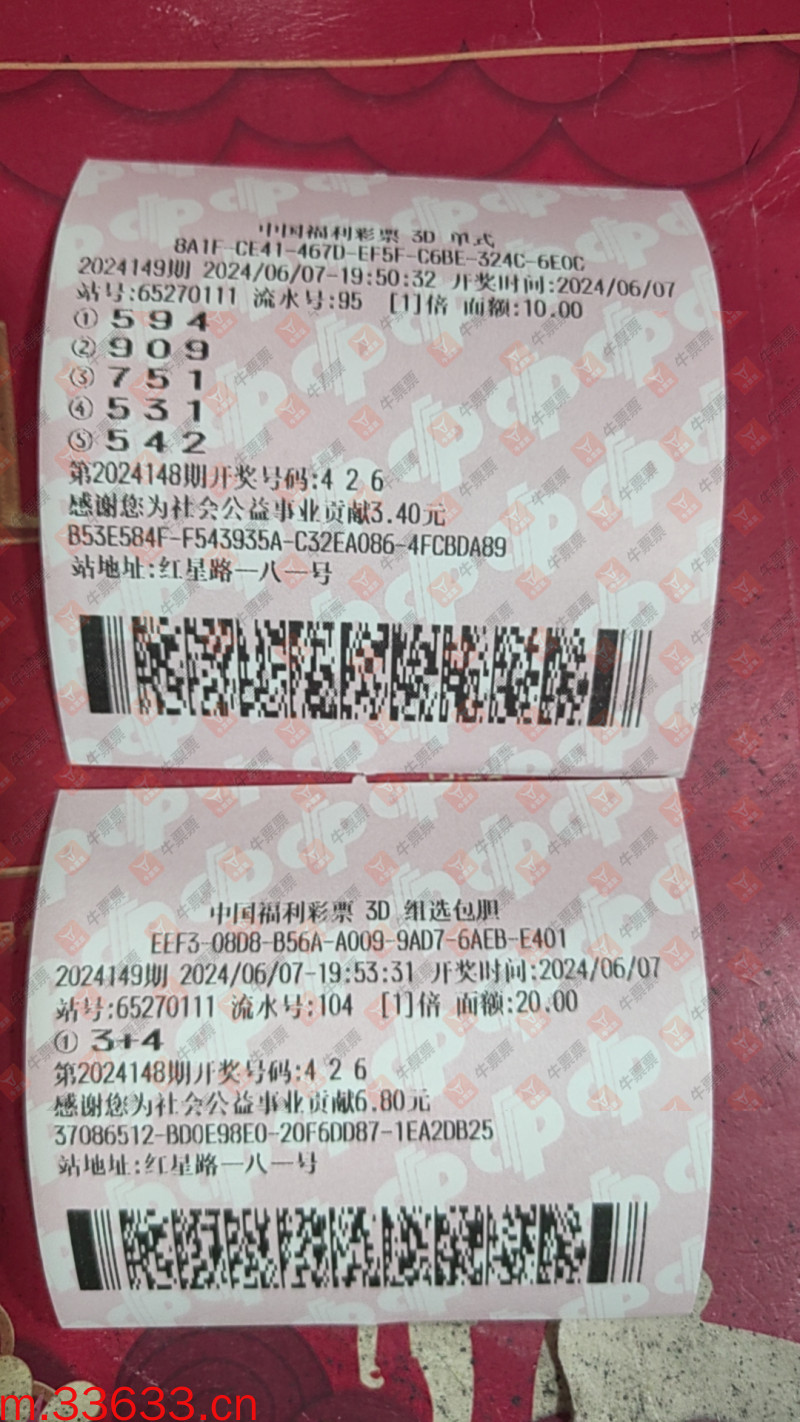 中国福利彩票 3D 单式
8A1F-CE41-467D-EF5F-C6BE-324C-6E0C
2024149期 2024/06/07-19:50:32 开奖时间:2024/06/07
站号:65270111 流水号:95 [1]倍 面额:10.00
① 5 9 4
② 9 0 9
③ 7 5 1
④ 5 3 1
⑤ 5 4 2
第2024148期开奖号码:4 2 6
感谢您为社会公益事业贡献3.40元
B53E584F-F543935A-C32EA086-4FCBDA89
站地址:红星路一八一号
中国福利彩票 3D 组选包胆
EEF3-08D8-B56A-A009-9AD7-6AEB-E401
2024149期 2024/06/07-19:53:31 开奖时间:2024/06/07
站号:65270111 流水号:104 [1]倍 面额:20.00
① 3+4
第2024148期开奖号码:4 2 6
感谢您为社会公益事业贡献6.80元
37086512-BD0E98E0-20F6DD87-1EA2DB25
站地址:红星路一八一号
牛票票
m.33633.cn